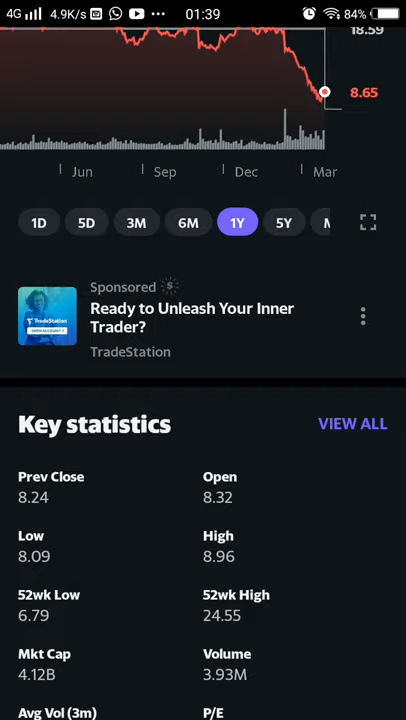 4G 4.9K/s 01:39 84%
18.59
8.65
Jun Sep Dec Mar
1D 5D 3M 6M 1Y 5Y
Sponsored
Ready to Unleash Your Inner
Trader?
TradeStation
OPEN ACCOUNT
TradeStation
Key statistics VIEW ALL
Prev Close Open
8.24 8.32
Low High
8.09 8.96
52wk Low 52wk High
6.79 24.55
Mkt Cap Volume
4.12B 3.93M
Avg Vol (3m) P/E